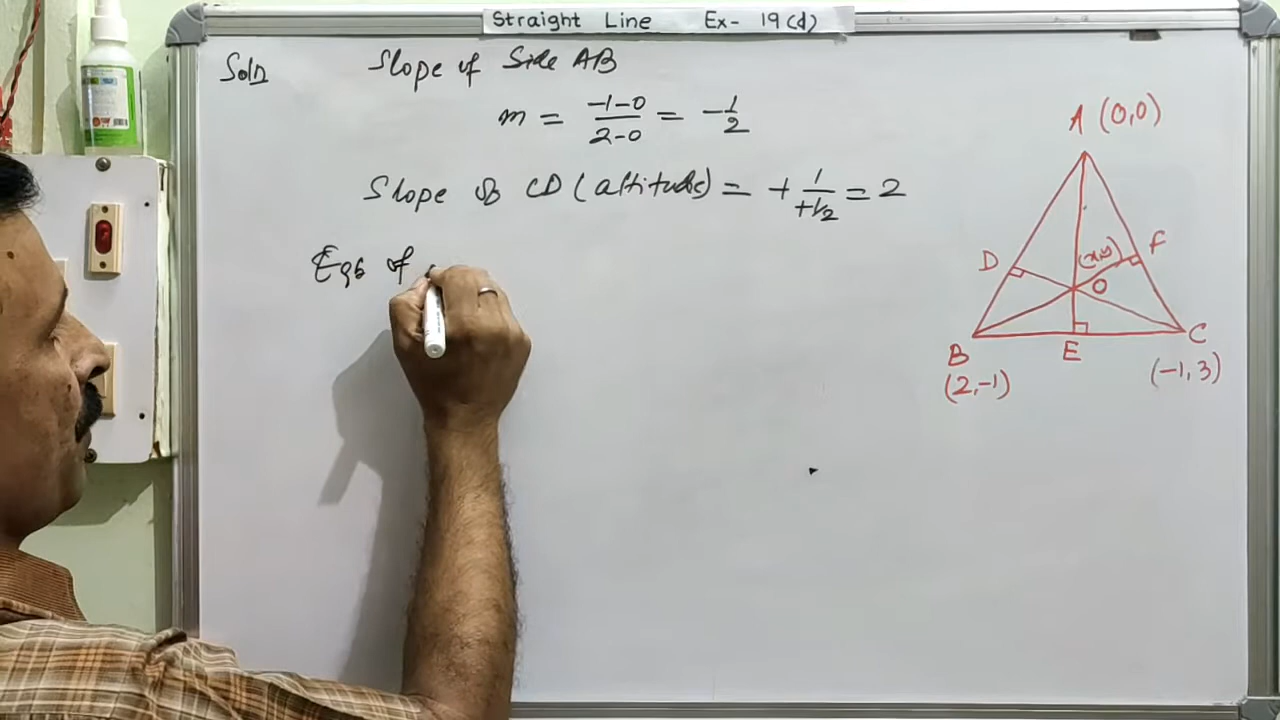 Straight Line Ex- 19(d)
Soln Slope of Side AB
m = -1-0/2-0 = -1/2
Slope of CD (altitude) = + 1/+1/2 = 2
Eqn of
A (0,0)
D
F
(x,y)
O
B
E
C
(2,-1)
(-1,3)